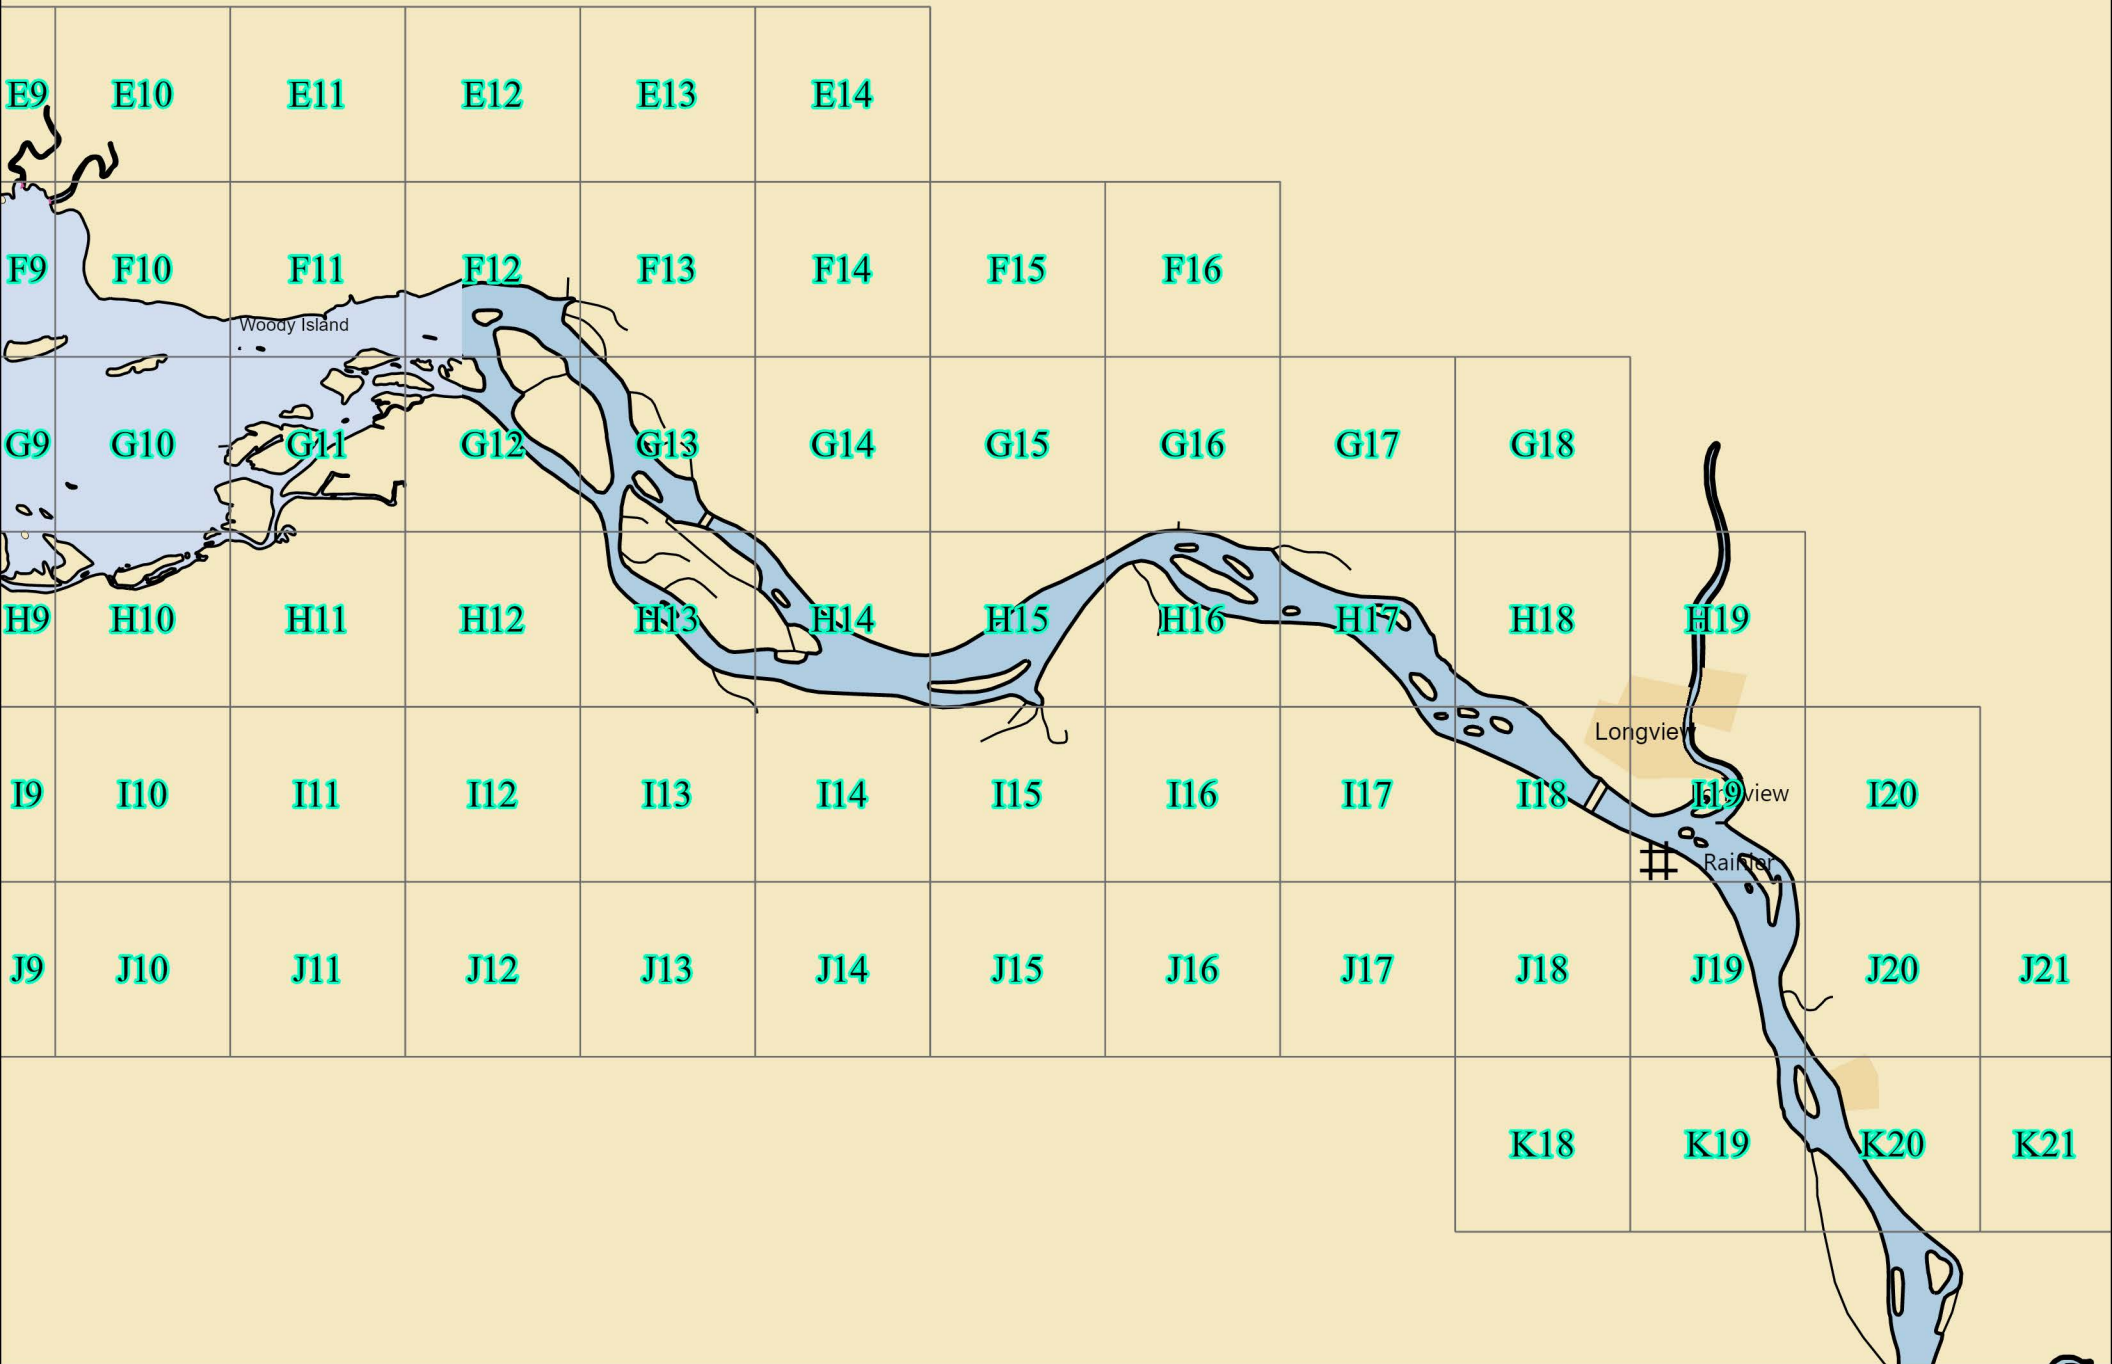 E9 E10 E11 E12 E13 E14
F9 F10 F11 F12 F13 F14 F15 F16
Woody Island
G9 G10 G11 G12 G13 G14 G15 G16 G17 G18
H9 H10 H11 H12 H13 H14 H15 H16 H17 H18 H19
Longview
I9 I10 I11 I12 I13 I14 I15 I16 I17 I18 I19 I20
Rainier
J9 J10 J11 J12 J13 J14 J15 J16 J17 J18 J19 J20 J21
K18 K19 K20 K21